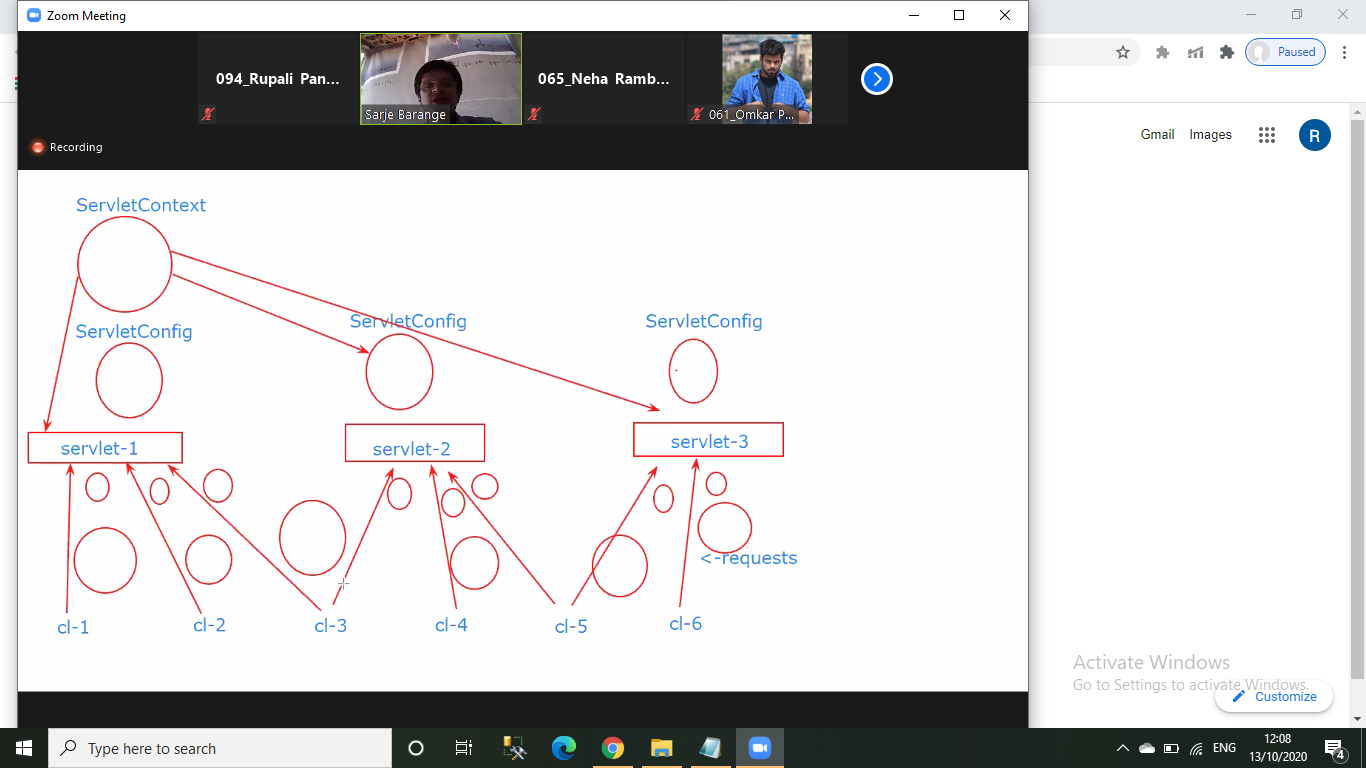 Zoom Meeting
Paused
094_Rupali Pan...
Sarje Barange
065_Neha Ramb...
061_Omkar P...
Recording
Gmail Images
R
ServletContext
ServletConfig
ServletConfig
ServletConfig
servlet-1
servlet-2
servlet-3
<-requests
cl-1
cl-2
cl-3
cl-4
cl-5
cl-6
Activate Windows
Go to Settings to activate Windows.
Customize
Type here to search
ENG
12:08
13/10/2020
4